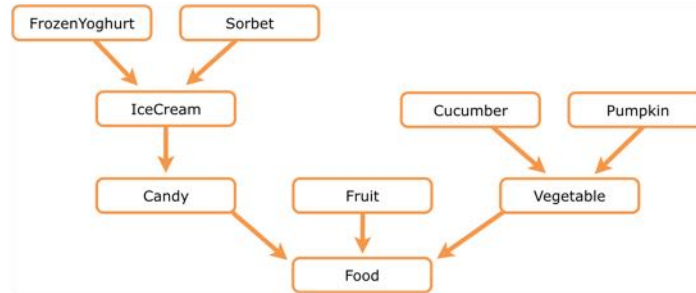 FrozenYoghurt
Sorbet
IceCream
Cucumber
Pumpkin
Candy
Fruit
Vegetable
Food